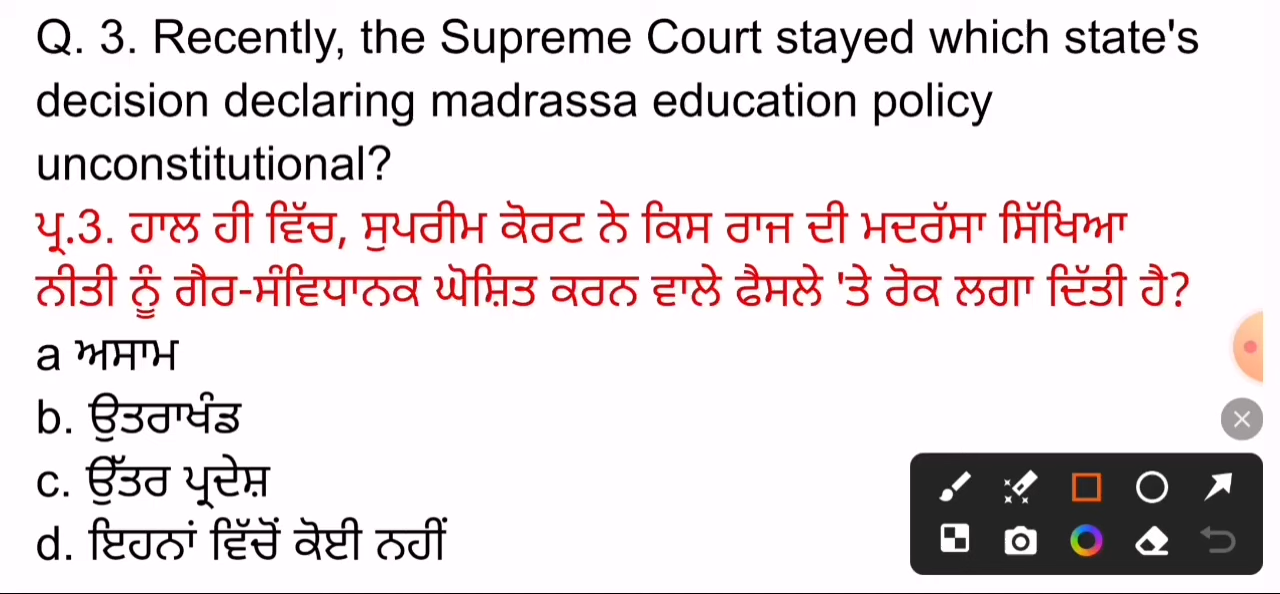 Q. 3. Recently, the Supreme Court stayed which state's
decision declaring madrassa education policy
unconstitutional?
ਪ੍ਰ.3. ਹਾਲ ਹੀ ਵਿੱਚ, ਸੁਪਰੀਮ ਕੋਰਟ ਨੇ ਕਿਸ ਰਾਜ ਦੀ ਮਦਰੱਸਾ ਸਿੱਖਿਆ
ਨੀਤੀ ਨੂੰ ਗੈਰ-ਸੰਵਿਧਾਨਕ ਘੋਸ਼ਿਤ ਕਰਨ ਵਾਲੇ ਫੈਸਲੇ 'ਤੇ ਰੋਕ ਲਗਾ ਦਿੱਤੀ ਹੈ?
a ਅਸਾਮ
b. ਉਤਰਾਖੰਡ
c. ਉੱਤਰ ਪ੍ਰਦੇਸ਼
d. ਇਹਨਾਂ ਵਿੱਚੋਂ ਕੋਈ ਨਹੀਂ